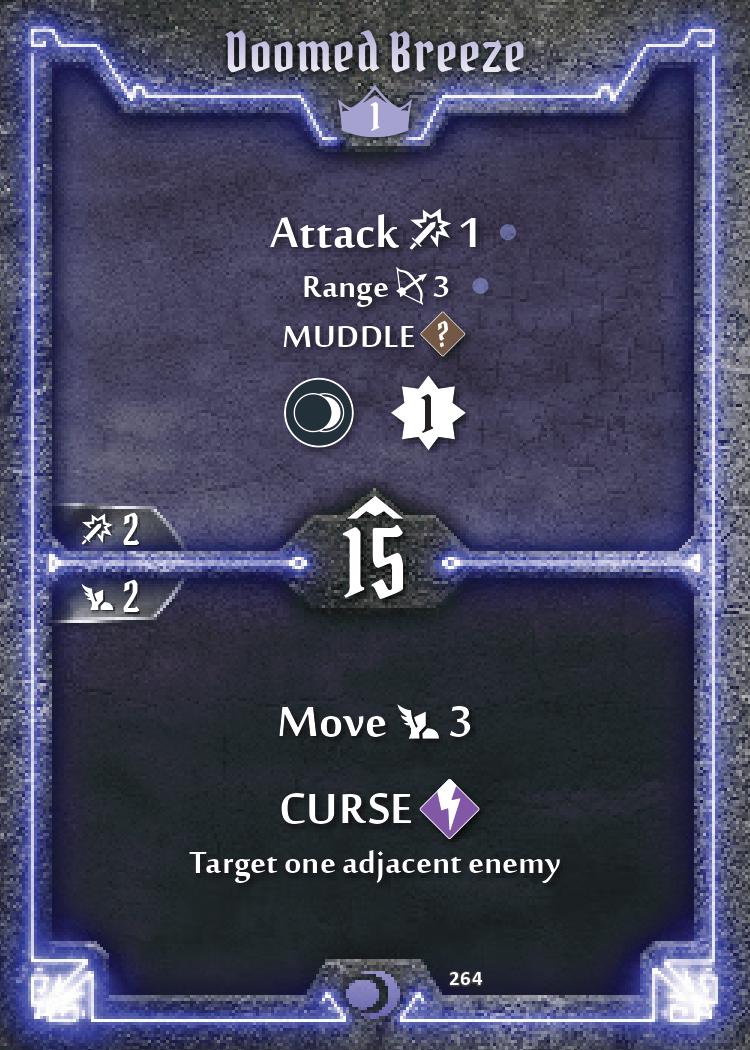 Doomed Breeze
1
Attack 1
Range 3
MUDDLE ?
1
2
15
2
Move 3
CURSE
Target one adjacent enemy
264